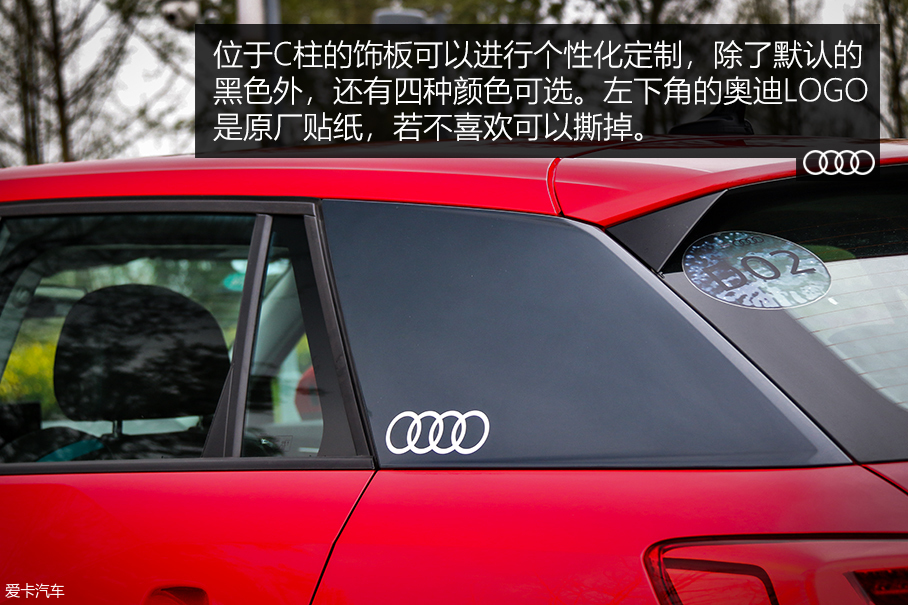 位于C柱的饰板可以进行个性化定制，除了默认的
黑色外，还有四种颜色可选。左下角的奥迪LOGO
是原厂贴纸，若不喜欢可以撕掉。
002
爱卡汽车